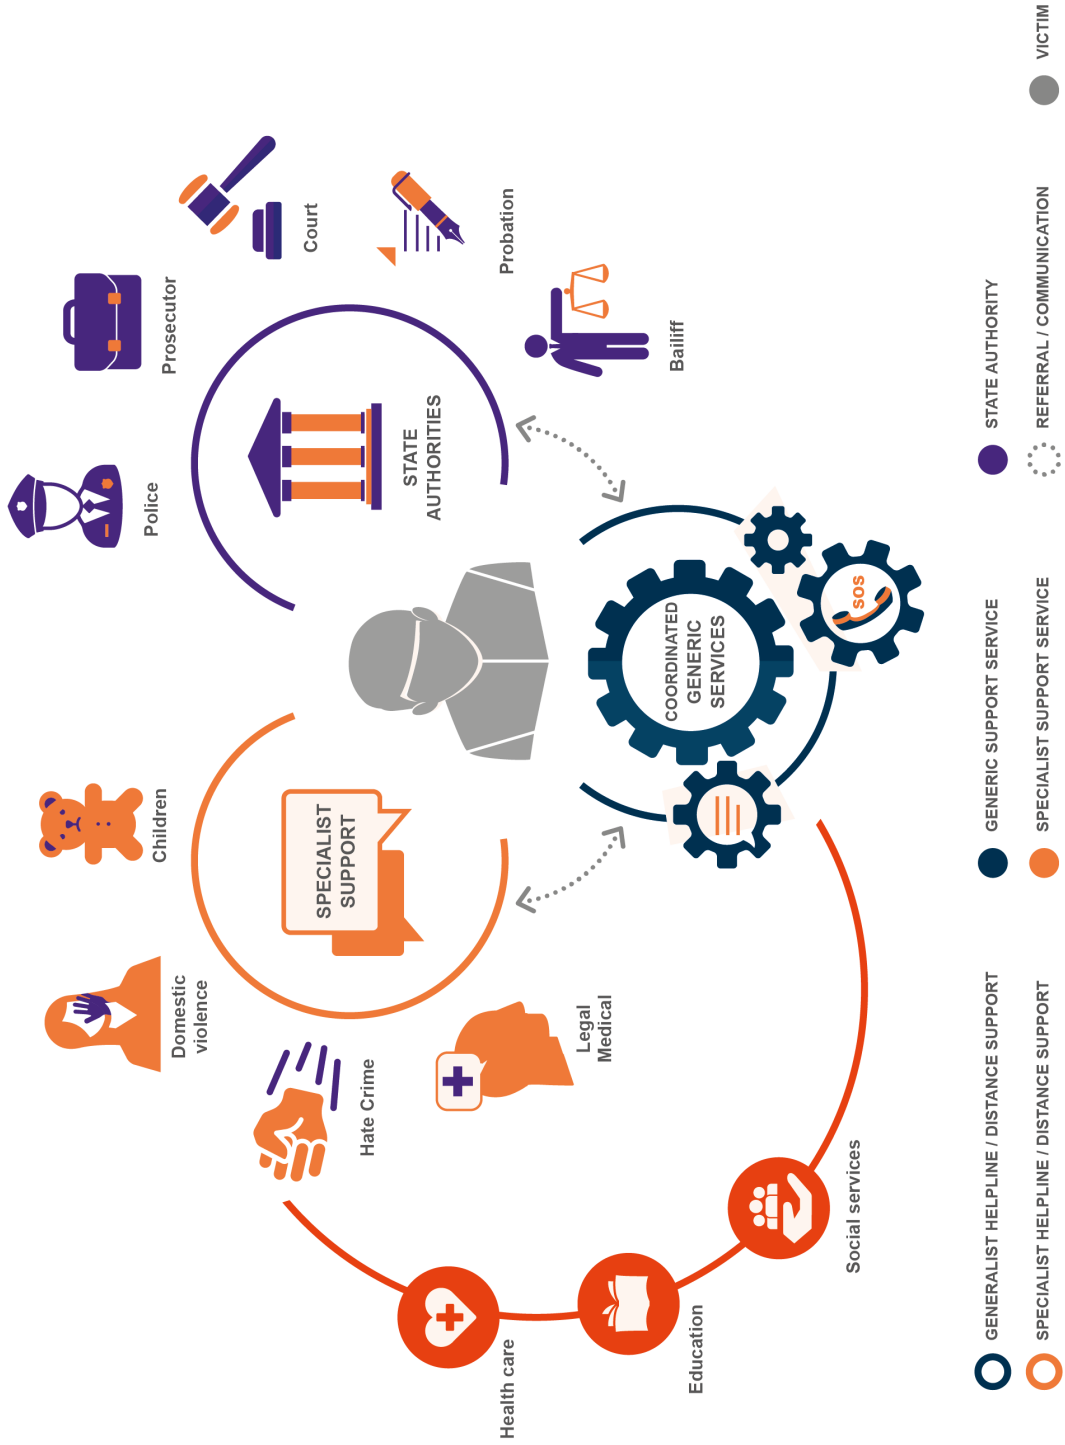 Children
Police
Domestic
violence
Prosecutor
SPECIALIST
SUPPORT
Hate Crime
Court
STATE
AUTHORITIES
Probation
Legal
Medical
Bailiff
Health care
COORDINATED
GENERIC
SERVICES
Education
SOS
Social services
GENERALIST HELPLINE / DISTANCE SUPPORT
GENERIC SUPPORT SERVICE
STATE AUTHORITY
SPECIALIST HELPLINE / DISTANCE SUPPORT
SPECIALIST SUPPORT SERVICE
REFERRAL / COMMUNICATION
VICTIM